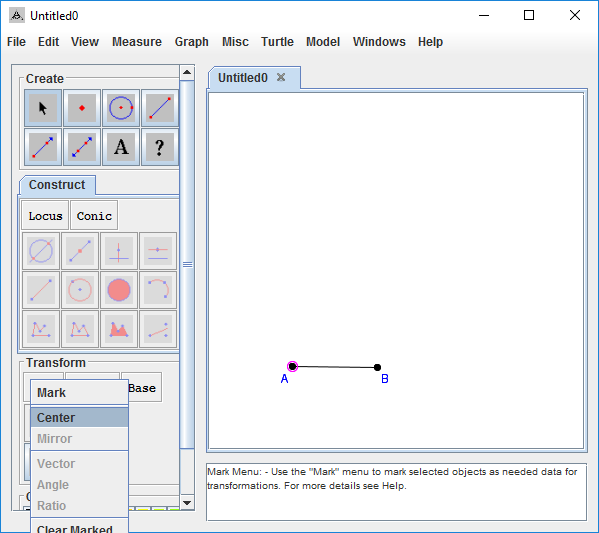 Untitled0
File Edit View Measure Graph Misc Turtle Model Windows Help
Create
A ?
Construct
Locus Conic
Transform
Base
Mark
Center
Mirror
Vector
Angle
Ratio
Clear Marked
Untitled0
A B
Mark Menu: - Use the "Mark" menu to mark selected objects as needed data for
transformations. For more details see Help.